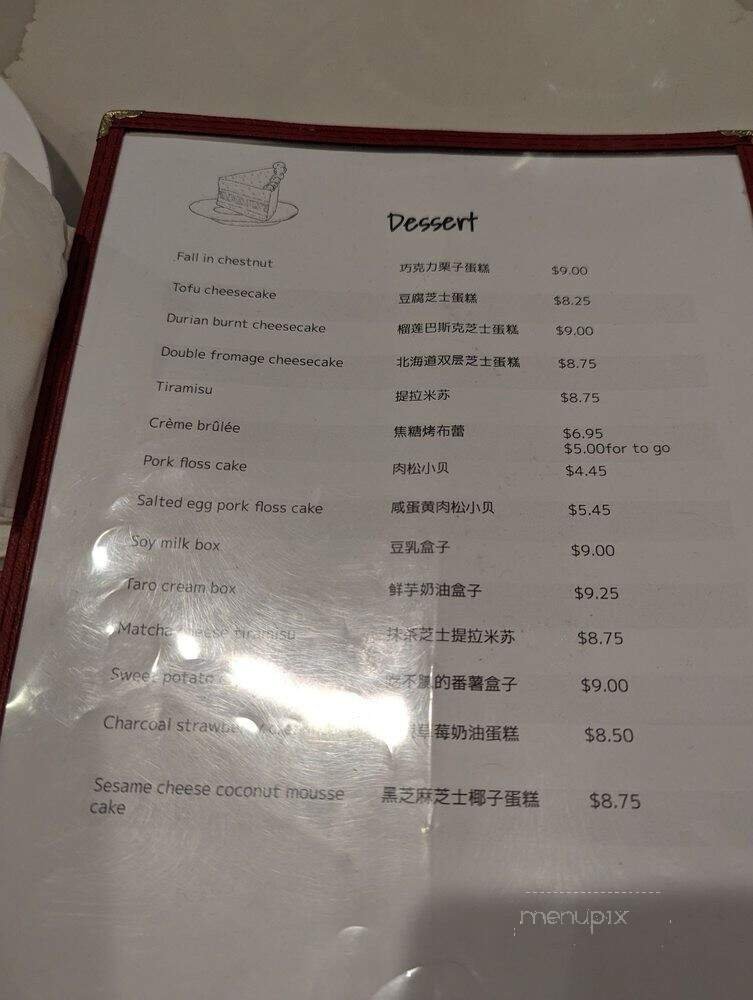 Dessert
Fall in chestnut 巧克力栗子蛋糕 $9.00
Tofu cheesecake 豆腐芝士蛋糕 $8.25
Durian burnt cheesecake 榴莲巴斯克芝士蛋糕 $9.00
Double fromage cheesecake 北海道双层芝士蛋糕 $8.75
Tiramisu 提拉米苏 $8.75
Crème brûlée 焦糖烤布蕾 $6.95
$5.00for to go
Pork floss cake 肉松小贝 $4.45
Salted egg pork floss cake 咸蛋黄肉松小贝 $5.45
Soy milk box 豆乳盒子 $9.00
Taro cream box 鲜芋奶油盒子 $9.25
Matcha cheese tiramisu 抹茶芝士提拉米苏 $8.75
Sweet potato 不腻的番薯盒子 $9.00
Charcoal 草莓奶油蛋糕 $8.50
Sesame cheese coconut mousse 黑芝麻芝士椰子蛋糕 $8.75
cake
menupix